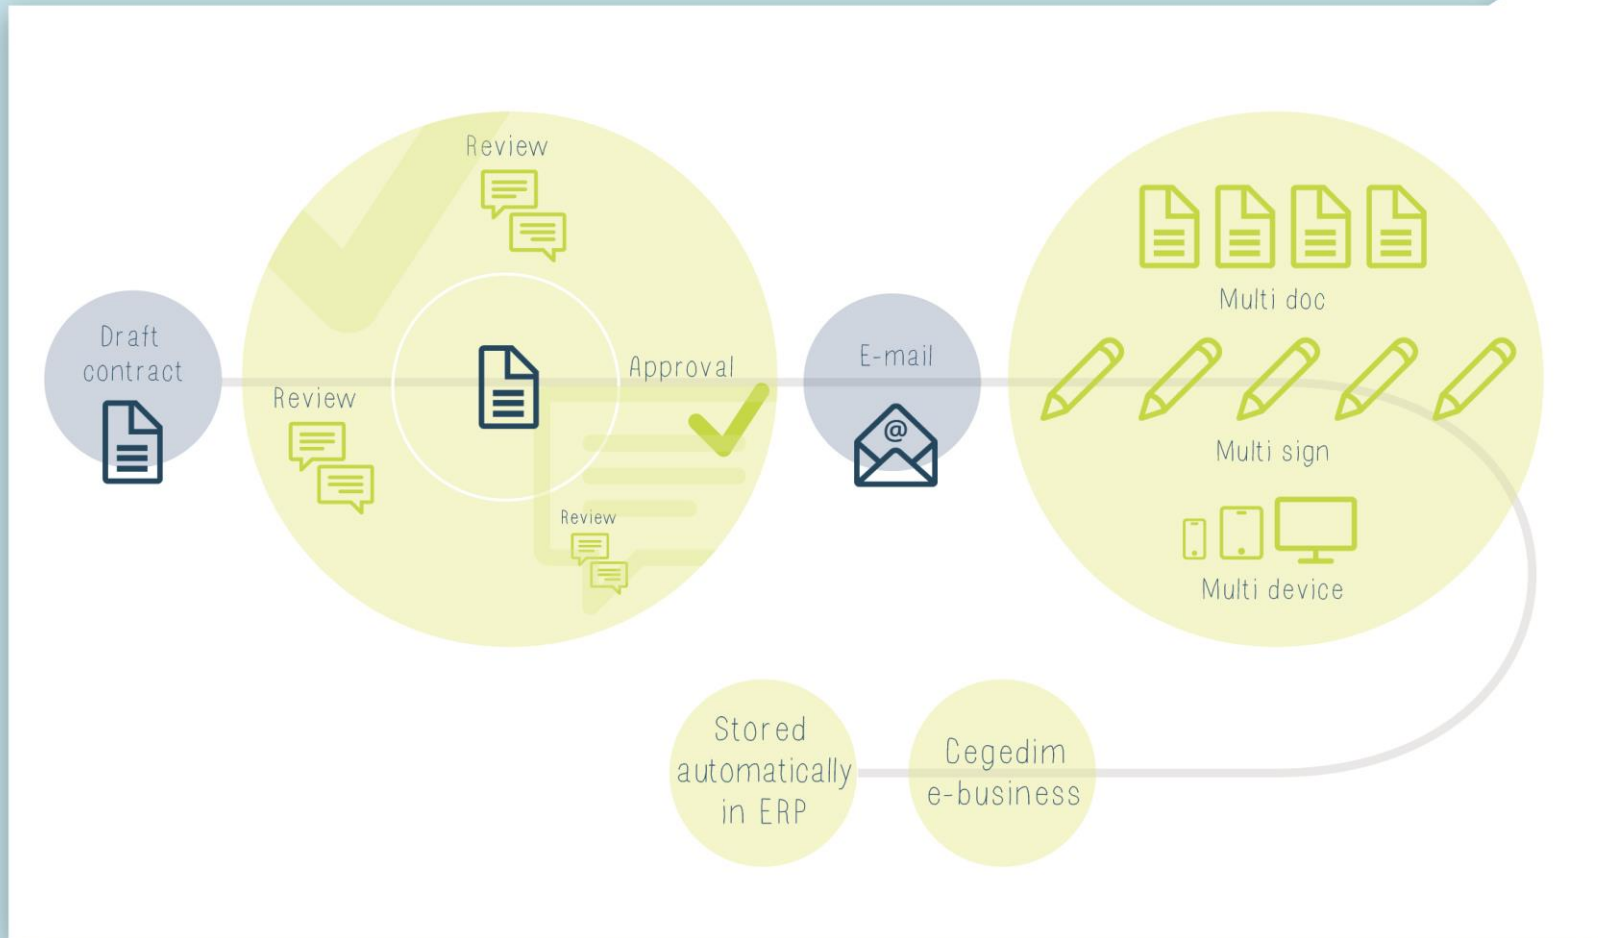 Draft
contract
Review
Review
Approval
Review
E-mail
@
Multi doc
Multi sign
Multi device
Cegedim
e-business
Stored
automatically
in ERP